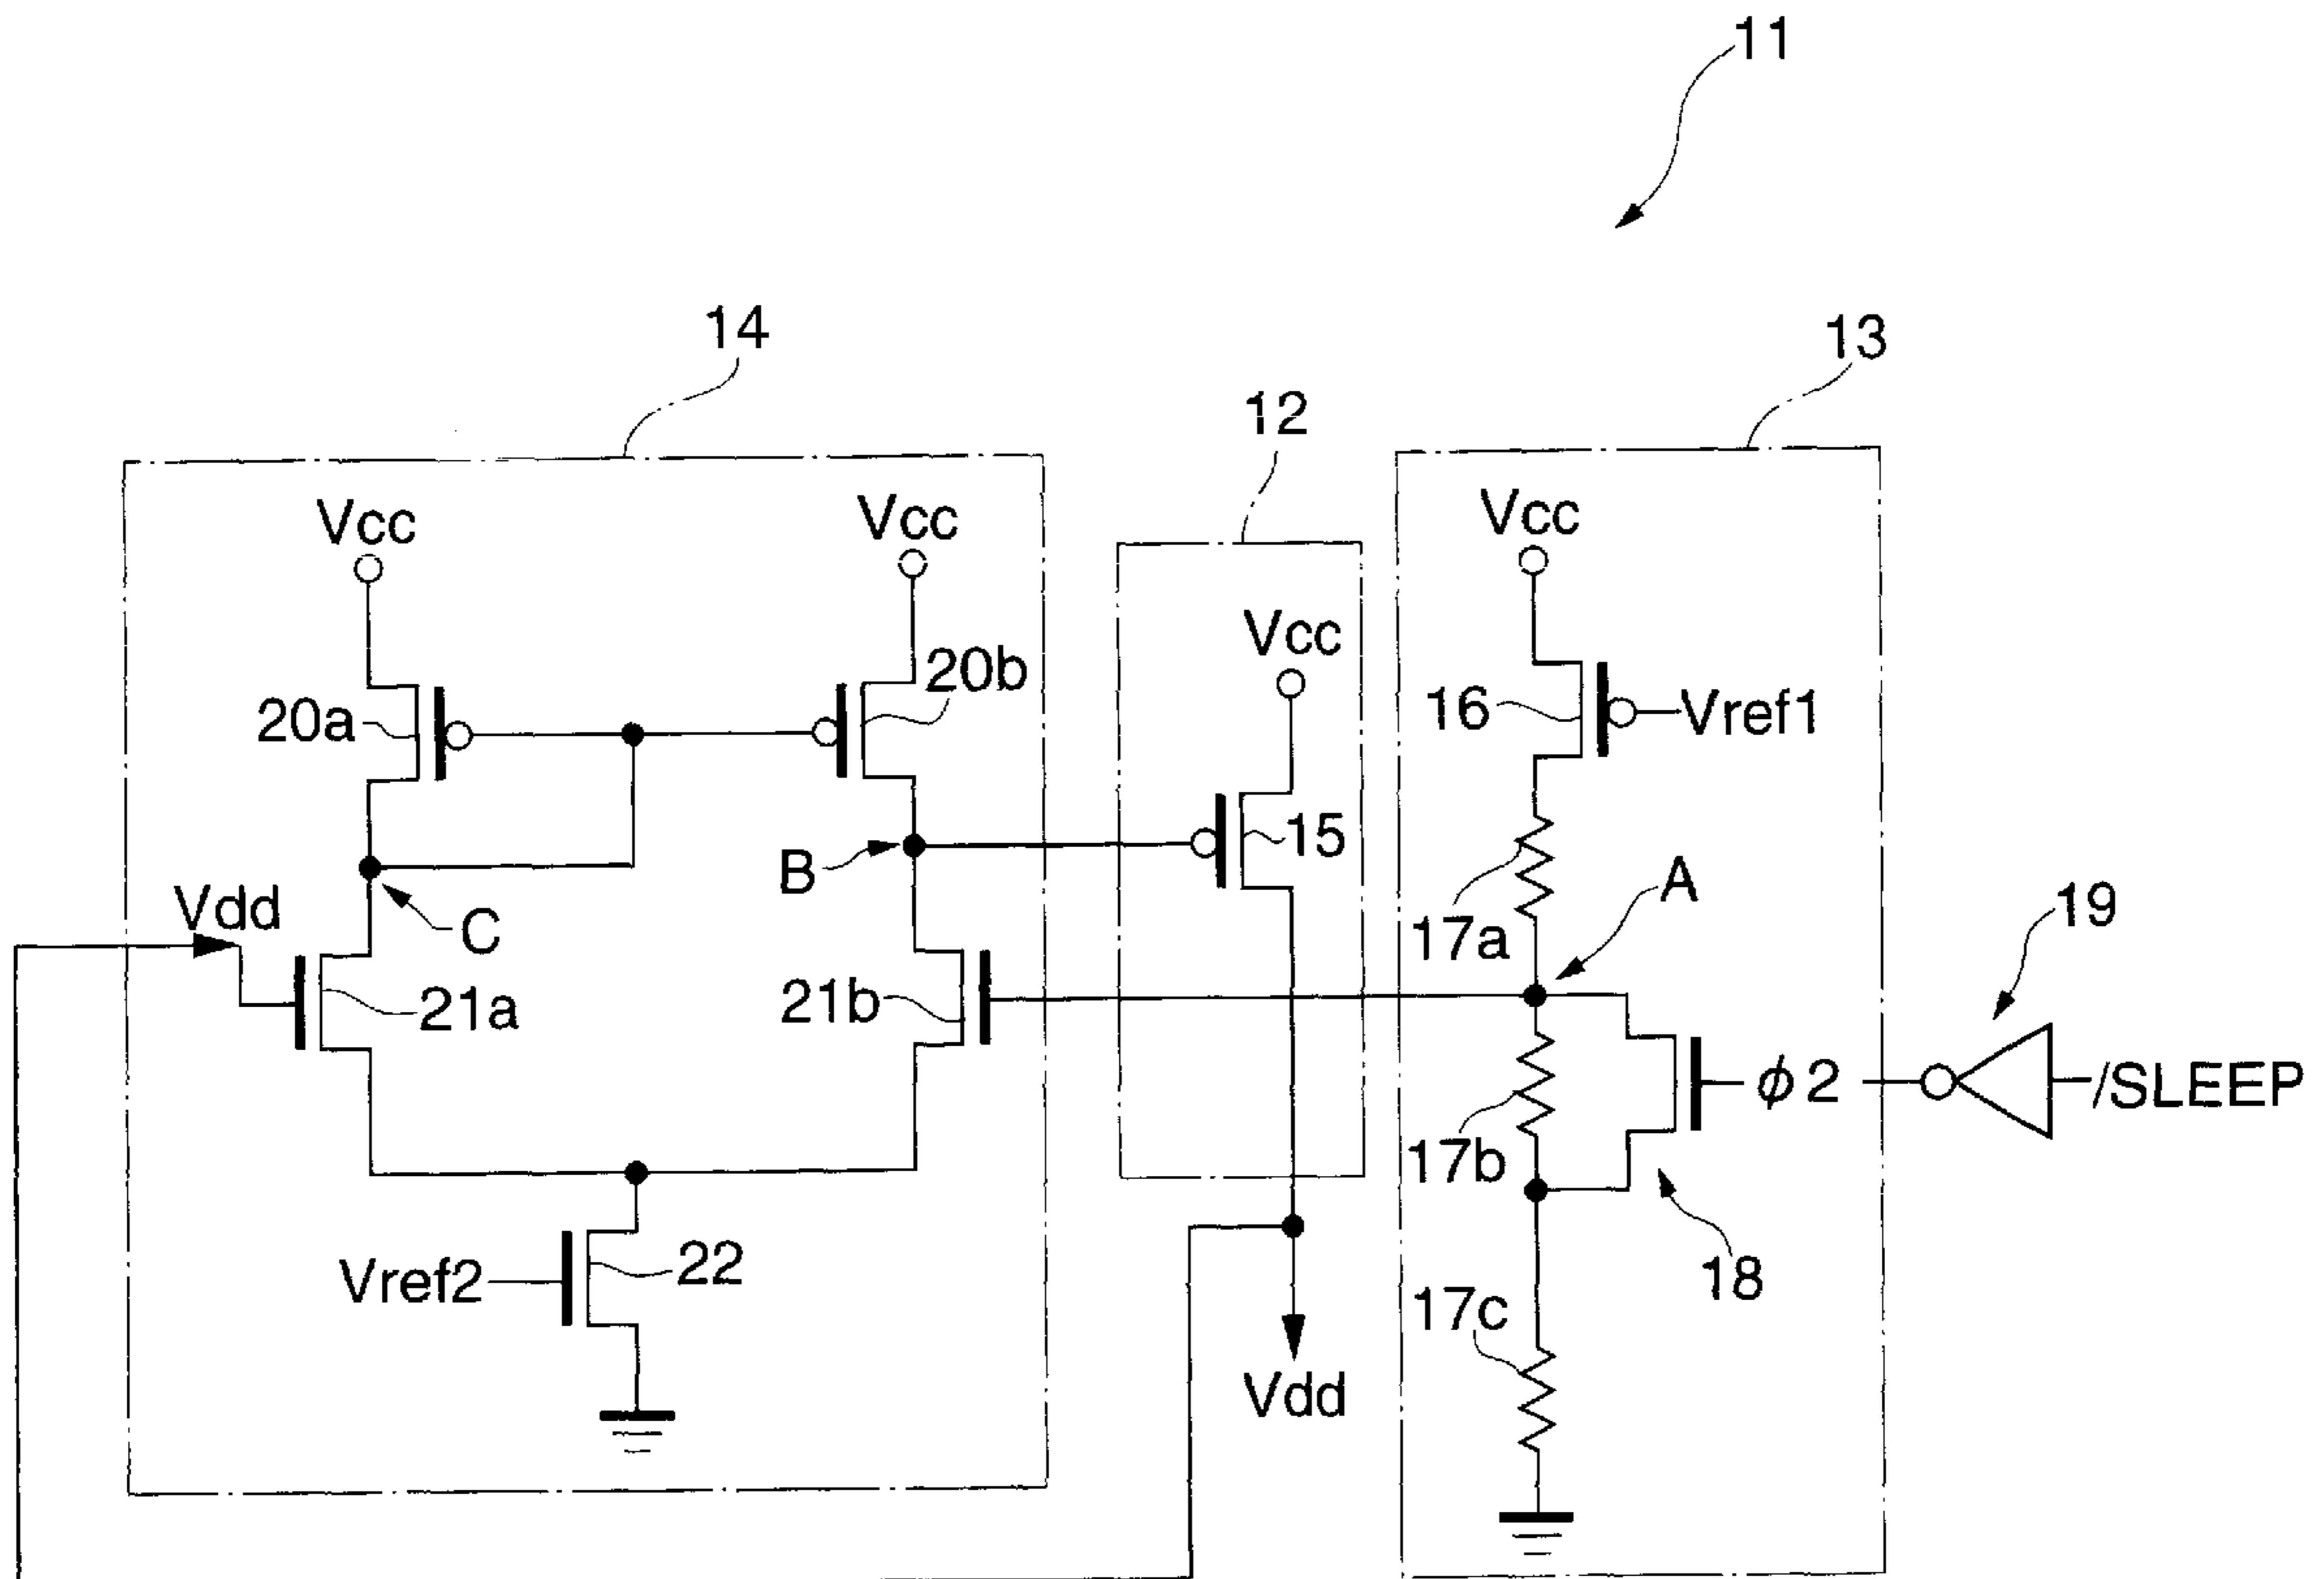 11
14
13
12
Vcc
Vcc
Vcc
Vcc
20b
20a
16
Vref1
15
B
A
Vdd
C
17a
19
21a
21b
φ2
/SLEEP
17b
Vref2
22
18
17c
Vdd